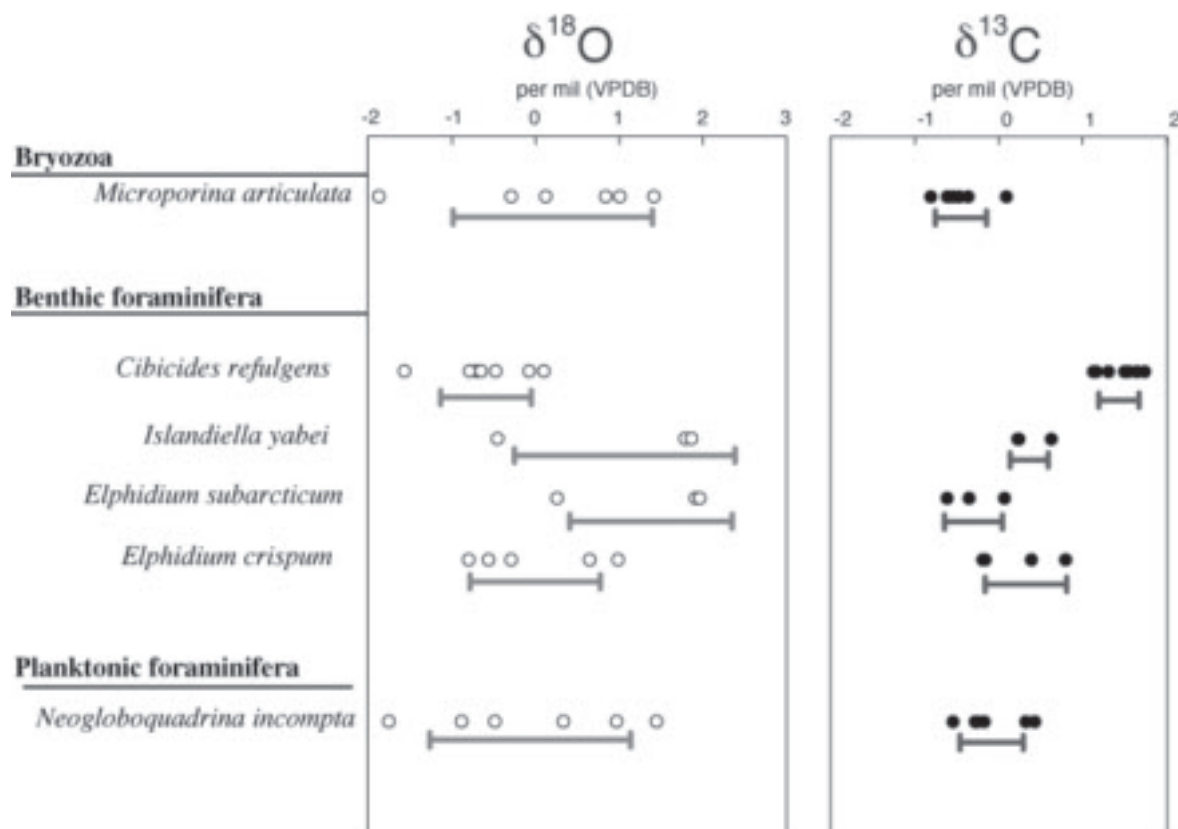 δ18O δ13C
per mil (VPDB) per mil (VPDB)
-2 -1 0 1 2 3 -2 -1 0 1 2
Bryozoa
Microporina articulata
Benthic foraminifera
Cibicides refulgens
Islandiella yabei
Elphidium subarcticum
Elphidium crispum
Planktonic foraminifera
Neogloboquadrina incompta